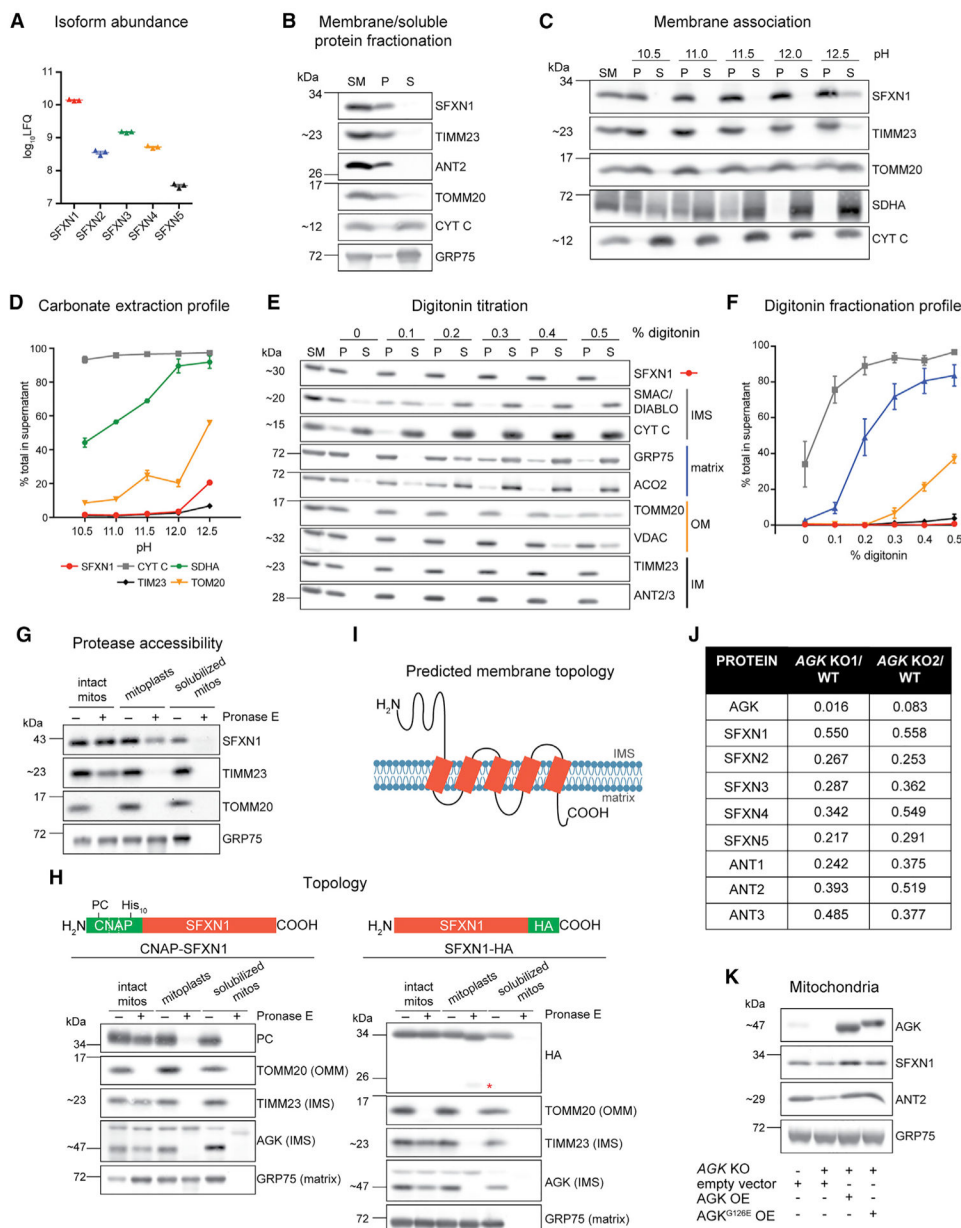 A Isoform abundance
log10LFQ
11
10
9
8
7
SFXN1
SFXN2
SFXN3
SFXN4
SFXN5
B Membrane/soluble
protein fractionation
kDa
SM P S
34
SFXN1
~23
TIMM23
ANT2
26
17
TOMM20
~12
CYT C
72
GRP75
C Membrane association
10.5 11.0 11.5 12.0 12.5 pH
SM P S P S P S P S P S
kDa
34
SFXN1
~23
TIMM23
17
TOMM20
72
SDHA
~12
CYT C
D Carbonate extraction profile
% total in supernatant
100
80
60
40
20
0
10.5 11.0 11.5 12.0 12.5
pH
SFXN1 CYT C SDHA
TIM23 TOM20
E Digitonin titration
0 0.1 0.2 0.3 0.4 0.5 % digitonin
kDa SM P S P S P S P S P S P S
~30 SFXN1
~20 SMAC/
DIABLO
IMS
~15 CYT C
72 GRP75
matrix
72 ACO2
17
TOMM20
OM
~32 VDAC
~23 TIMM23
IM
28 ANT2/3
F Digitonin fractionation profile
% total in supernatant
100
80
60
40
20
0
0 0.1 0.2 0.3 0.4 0.5
% digitonin
G Protease accessibility
intact
mitos
mitoplasts
solubilized
mitos
– + – + – + Pronase E
kDa
43 SFXN1
~23 TIMM23
17
TOMM20
72
GRP75
I Predicted membrane topology
H2N
IMS
matrix
COOH
J
PROTEIN AGK KO1/ WT AGK KO2/ WT
AGK 0.016 0.083
SFXN1 0.550 0.558
SFXN2 0.267 0.253
SFXN3 0.287 0.362
SFXN4 0.342 0.549
SFXN5 0.217 0.291
ANT1 0.242 0.375
ANT2 0.393 0.519
ANT3 0.485 0.377
H Topology
PC His10
H2N CNAP SFXN1 COOH
CNAP-SFXN1
intact
mitos
mitoplasts
solubilized
mitos
– + – + – + Pronase E
kDa
34 PC
17
TOMM20 (OMM)
~23 TIMM23 (IMS)
~47 AGK (IMS)
72 GRP75 (matrix)
H2N SFXN1 HA COOH
SFXN1-HA
intact
mitos
mitoplasts
solubilized
mitos
– + – + – + Pronase E
kDa
34
HA
26
*
17
TOMM20 (OMM)
~23 TIMM23 (IMS)
~47 AGK (IMS)
72 GRP75 (matrix)
K Mitochondria
kDa
~47 AGK
34
SFXN1
~29 ANT2
72
GRP75
AGK KO - + + +
empty vector + + - -
AGK OE - - + -
AGKG126E OE - - - +